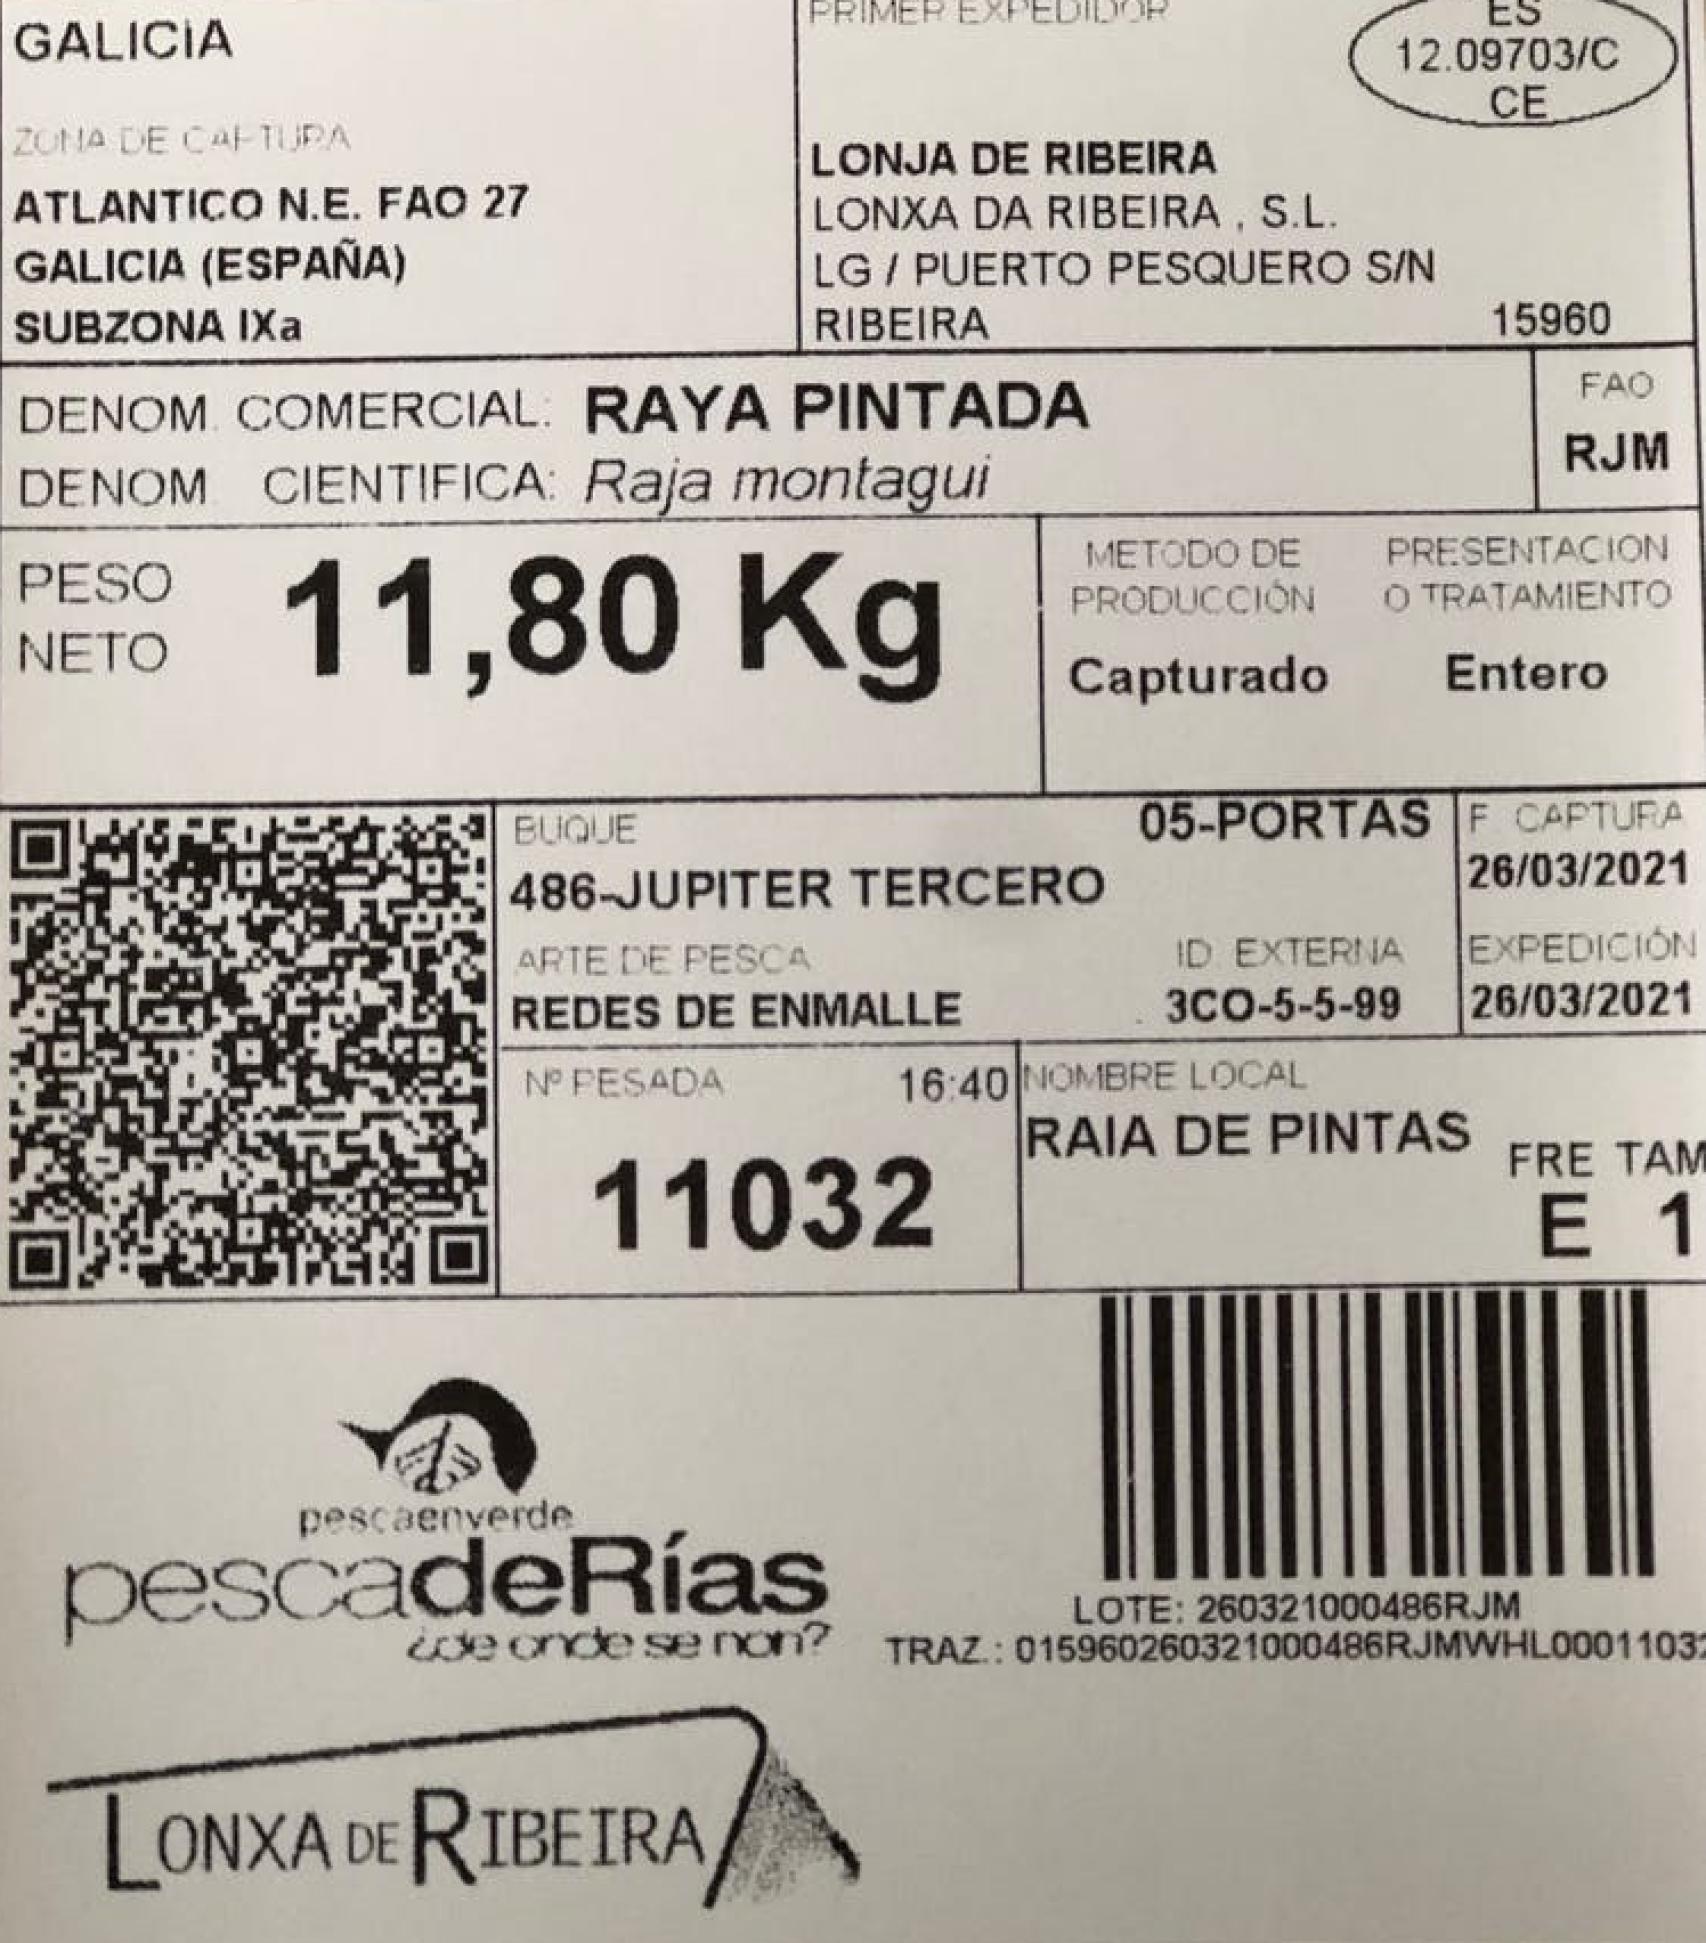 GALICIA
ZONA DE CAPTURA
ATLANTICO N.E. FAO 27
GALICIA (ESPAÑA)
SUBZONA IXa
PRIMER EXPEDIDOR
ES
12.09703/C
CE
LONJA DE RIBEIRA
LONXA DA RIBEIRA , S.L.
LG / PUERTO PESQUERO S/N
RIBEIRA 15960
DENOM. COMERCIAL: RAYA PINTADA
DENOM. CIENTIFICA: Raja montagui
FAO
RJM
PESO
NETO
11,80 Kg
METODO DE
PRODUCCIÓN
Capturado
PRESENTACION
O TRATAMIENTO
Entero
BUQUE 05-PORTAS
486-JUPITER TERCERO
ARTE DE PESCA
REDES DE ENMALLE
ID. EXTERNA
3CO-5-5-99
F. CAPTURA
26/03/2021
EXPEDICIÓN
26/03/2021
Nº PESADA 16:40
11032
NOMBRE LOCAL
RAIA DE PINTAS
FRE TAM
E 1
pescaenverde
pescadeRías
¿de onde se non?
LOTE: 260321000486RJM
TRAZ.: 015960260321000486RJMWHL00011032
LONXA DE RIBEIRA